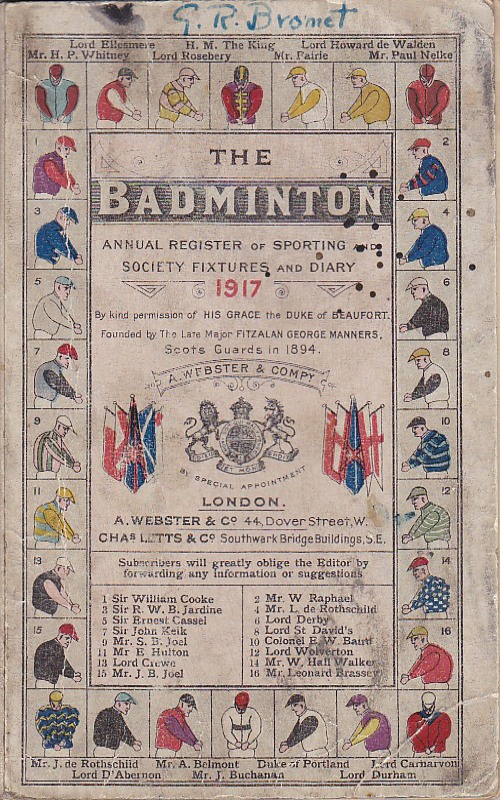 G. R. Bromet
Lord Ellesmere H. M. The King Lord Howard de Walden
Mr. H. P. Whitney Lord Rosebery Mr. Fairie Mr. Paul Nelke
THE
BADMINTON
ANNUAL REGISTER OF SPORTING AND
SOCIETY FIXTURES AND DIARY
1917
By kind permission of HIS GRACE the DUKE of BEAUFORT.
Founded by The Late Major FITZALAN GEORGE MANNERS,
Scots Guards in 1894.
A. WEBSTER & COMPY
BY SPECIAL APPOINTMENT
LONDON.
A. WEBSTER & Co 44, Dover Street, W.
CHAs LETTS & Co Southwark Bridge Buildings, S.E.
Subscribers will greatly oblige the Editor by
forwarding any information or suggestions
1 Sir William Cooke
3 Sir R. W. B. Jardine
5 Sir Ernest Cassel
7 Sir John Keik
9 Mr. S. B. Joel
11 Mr E. Hulton
13 Lord Crewe
15 Mr. J. B. Joel
2 Mr. W Raphael
4 Mr. L. de Rothschild
6 Lord Derby
8 Lord St David's
10 Colonel E. W. Baird
12 Lord Wolverton
14 Mr. W. Hall Walker
16 Mr. Leonard Brassey
1
3
5
7
9
11
13
15
2
4
6
8
10
12
14
16
Mr. J. de Rothschild Mr. A. Belmont Duke of Portland Lord Carnarvon
Lord D'Abernon Mr. J. Buchanan Lord Durham